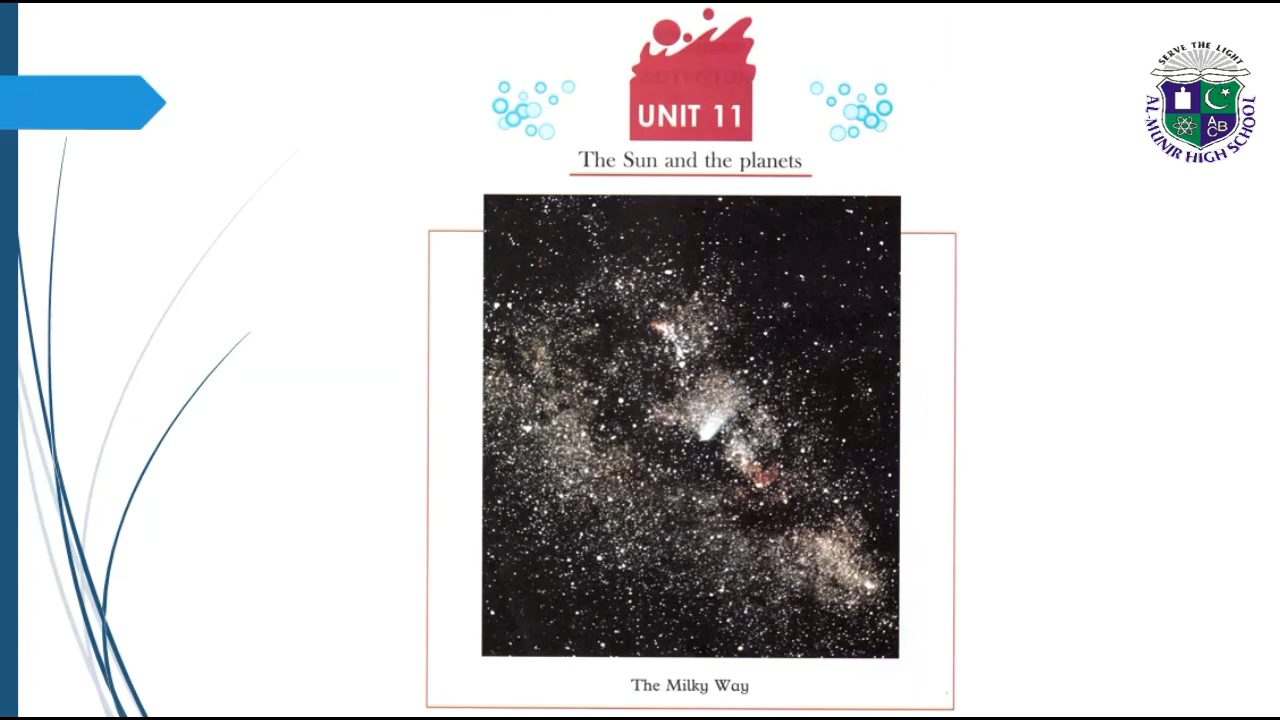 UNIT 11
The Sun and the planets
The Milky Way
SERVE THE LIGHT
A
B
C
AL-MUNIR HIGH SCHOOL